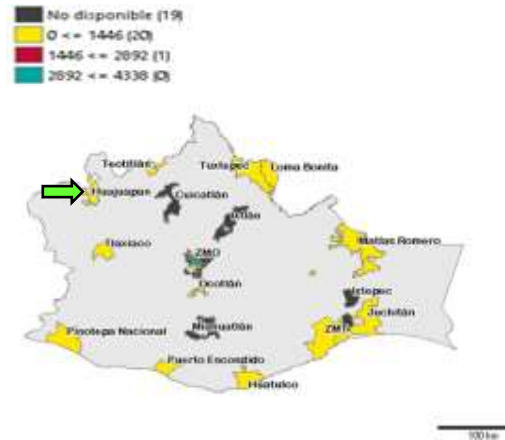 No disponible (19)
0 <= 1446 (20)
1446 <= 2892 (1)
2892 <= 4338 (0)
Teotitlán
Tuxtepec
Loma Bonita
Huajuapan
Cuicatlán
Ixtlán
Tlaxiaco
ZMO
Matías Romero
Ocotlán
Ixtepec
Juchitán
Pinotepa Nacional
Miahuatlán
ZMT
Puerto Escondido
Huatulco
100 km